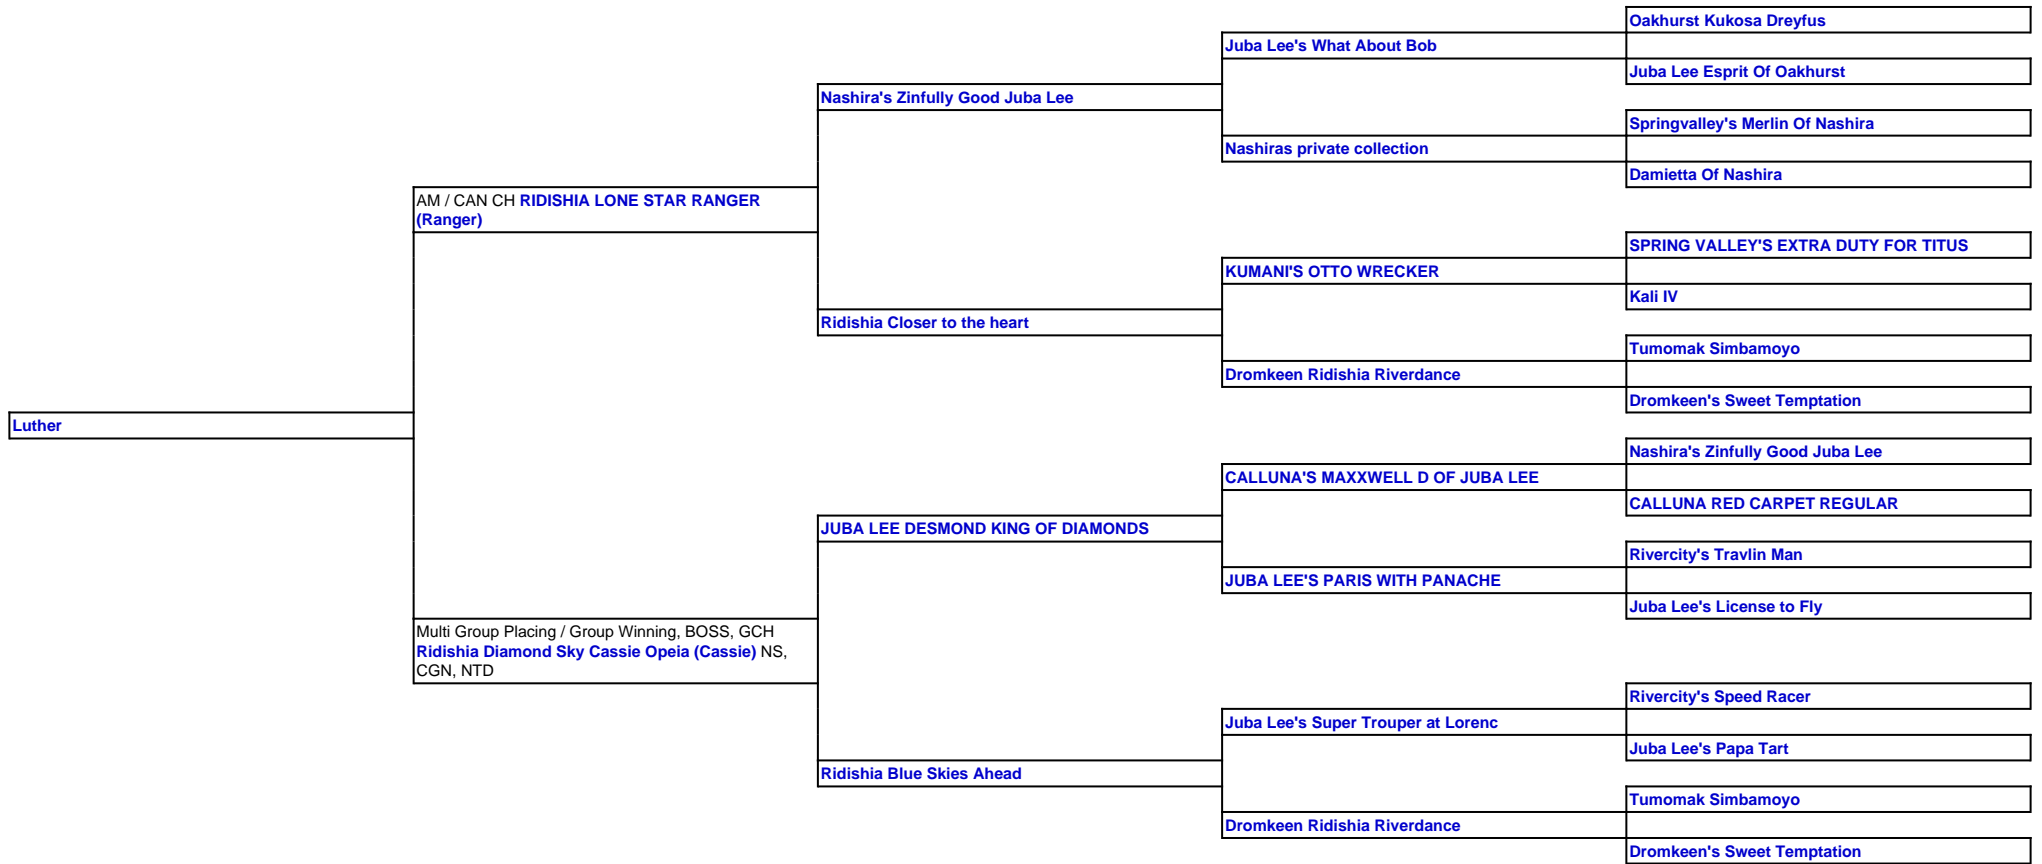 Oakhurst Kukosa Dreyfus
Juba Lee's What About Bob
Juba Lee Esprit Of Oakhurst
Nashira's Zinfully Good Juba Lee
Springvalley's Merlin Of Nashira
Nashiras private collection
Damietta Of Nashira
AM / CAN CH RIDISHIA LONE STAR RANGER
(Ranger)
SPRING VALLEY'S EXTRA DUTY FOR TITUS
KUMANI'S OTTO WRECKER
Kali IV
Ridishia Closer to the heart
Tumomak Simbamoyo
Dromkeen Ridishia Riverdance
Dromkeen's Sweet Temptation
Luther
Nashira's Zinfully Good Juba Lee
CALLUNA'S MAXXWELL D OF JUBA LEE
CALLUNA RED CARPET REGULAR
JUBA LEE DESMOND KING OF DIAMONDS
Rivercity's Travlin Man
JUBA LEE'S PARIS WITH PANACHE
Juba Lee's License to Fly
Multi Group Placing / Group Winning, BOSS, GCH
Ridishia Diamond Sky Cassie Opeia (Cassie) NS,
CGN, NTD
Rivercity's Speed Racer
Juba Lee's Super Trouper at Lorenc
Juba Lee's Papa Tart
Ridishia Blue Skies Ahead
Tumomak Simbamoyo
Dromkeen Ridishia Riverdance
Dromkeen's Sweet Temptation